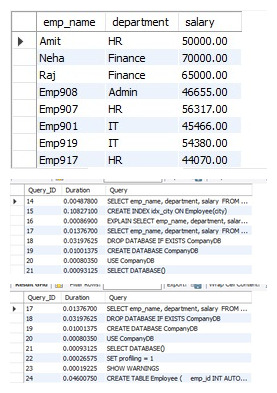 emp_name department salary
Amit HR 50000.00
Neha Finance 70000.00
Raj Finance 65000.00
Emp908 Admin 46655.00
Emp907 HR 56317.00
Emp901 IT 45466.00
Emp919 IT 54380.00
Emp917 HR 44070.00
Query_ID Duration Query
14 0.00487800 SELECT emp_name, department, salary FROM ...
15 0.10827100 CREATE INDEX idx_city ON Employee(city)
16 0.00086900 EXPLAIN SELECT emp_name, department, sal...
17 0.01376700 SELECT emp_name, department, salary FROM ...
18 0.03197625 DROP DATABASE IF EXISTS CompanyDB
19 0.01001375 CREATE DATABASE CompanyDB
20 0.00080350 USE CompanyDB
21 0.00093125 SELECT DATABASE()
Result Grid Filter Rows: Export: Wrap Cell Content:
Query_ID Duration Query
17 0.01376700 SELECT emp_name, department, salary FROM ...
18 0.03197625 DROP DATABASE IF EXISTS CompanyDB
19 0.01001375 CREATE DATABASE CompanyDB
20 0.00080350 USE CompanyDB
21 0.00093125 SELECT DATABASE()
22 0.00026575 SET profiling = 1
23 0.00019225 SHOW WARNINGS
24 0.04600750 CREATE TABLE Employee ( emp_id INT AUTO...